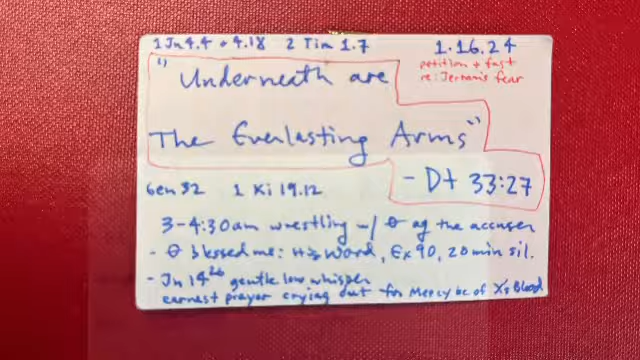 1 Jn 4.4 + 4.18 2 Tim 1.7 1.16.24
petition + fast
re: Jerhani's fear
"Underneath are
The Everlasting Arms"
- Dt 33:27
Gen 32 1 Ki 19.12
3-4:30am wrestling w/ θ ag the accuser
- θ blessed me: His Word, Ex 90, 20 min sil.
- Jn 14²⁶ gentle low whisper
earnest prayer crying out for Mercy bc of X's Blood